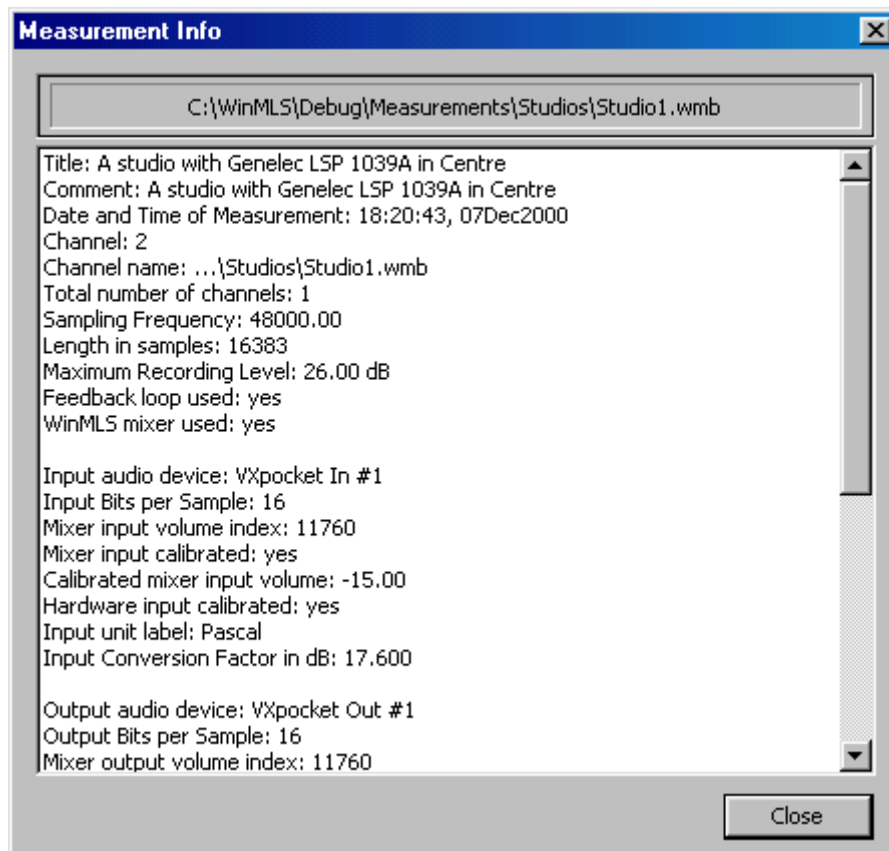 Measurement Info
C:\WinMLS\Debug\Measurements\Studios\Studio1.wmb
Title: A studio with Genelec LSP 1039A in Centre
Comment: A studio with Genelec LSP 1039A in Centre
Date and Time of Measurement: 18:20:43, 07Dec2000
Channel: 2
Channel name: ...\Studios\Studio1.wmb
Total number of channels: 1
Sampling Frequency: 48000.00
Length in samples: 16383
Maximum Recording Level: 26.00 dB
Feedback loop used: yes
WinMLS mixer used: yes
Input audio device: VXpocket In #1
Input Bits per Sample: 16
Mixer input volume index: 11760
Mixer input calibrated: yes
Calibrated mixer input volume: -15.00
Hardware input calibrated: yes
Input unit label: Pascal
Input Conversion Factor in dB: 17.600
Output audio device: VXpocket Out #1
Output Bits per Sample: 16
Mixer output volume index: 11760
Close